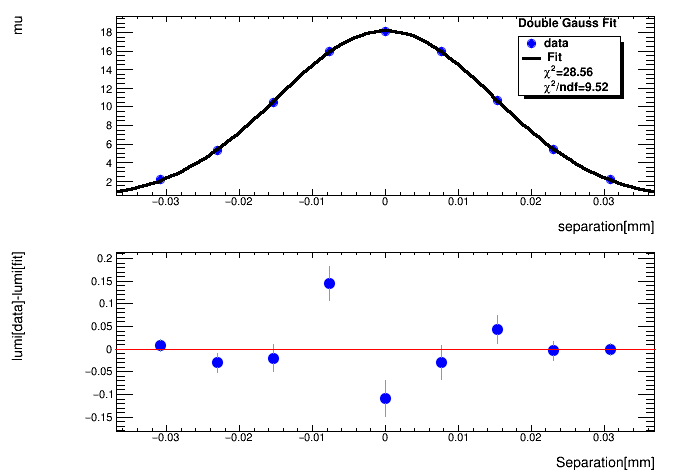 mu
Double Gauss Fit
data
Fit
χ²=28.56
χ²/ndf=9.52
18
16
14
12
10
8
6
4
2
−0.03 −0.02 −0.01 0 0.01 0.02 0.03
separation[mm]
lumi[data]-lumi[fit]
0.2
0.15
0.1
0.05
0
−0.05
−0.1
−0.15
−0.03 −0.02 −0.01 0 0.01 0.02 0.03
Separation[mm]